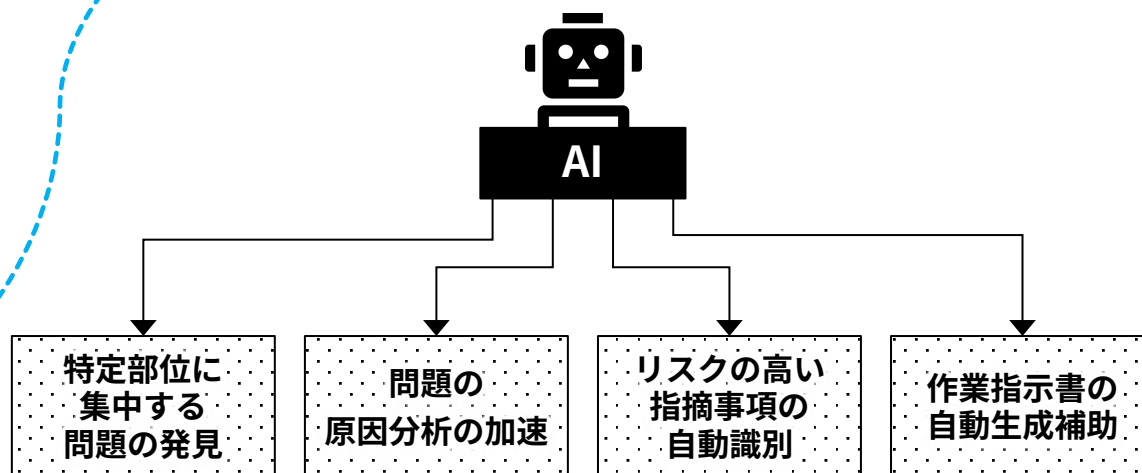 AI
特定部位に
集中する
問題の発見
問題の
原因分析の加速
リスクの高い
指摘事項の
自動識別
作業指示書の
自動生成補助